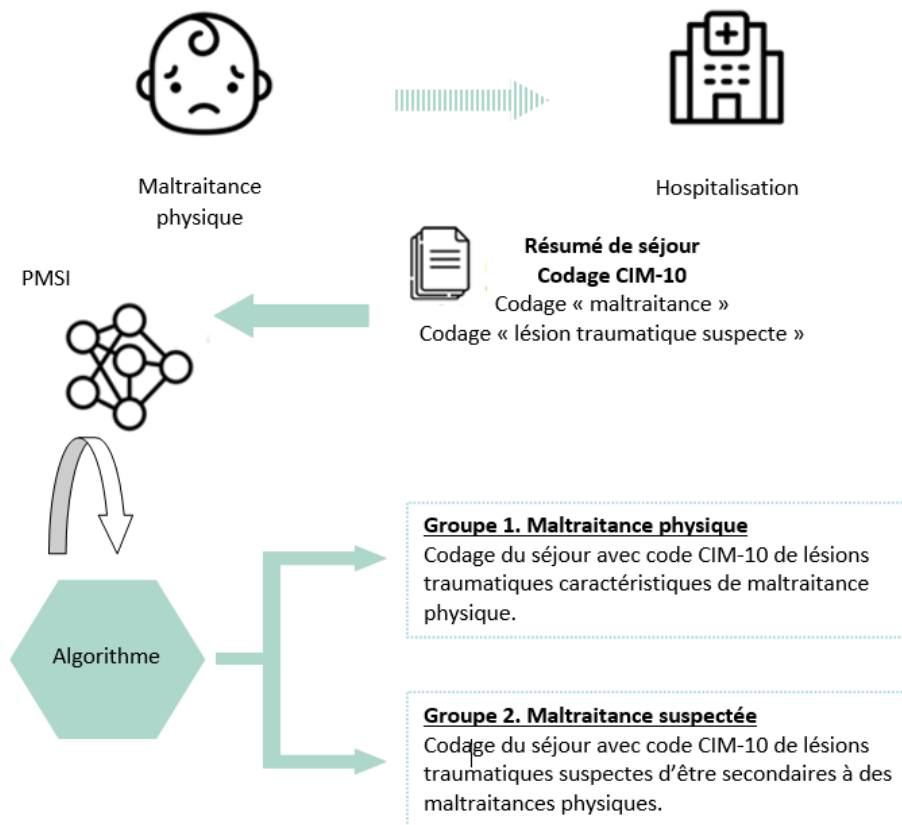 Maltraitance
physique
Hospitalisation
Résumé de séjour
Codage CIM-10
Codage « maltraitance »
Codage « lésion traumatique suspecte »
PMSI
Algorithme
Groupe 1. Maltraitance physique
Codage du séjour avec code CIM-10 de lésions
traumatiques caractéristiques de maltraitance
physique.
Groupe 2. Maltraitance suspectée
Codage du séjour avec code CIM-10 de lésions
traumatiques suspectes d’être secondaires à des
maltraitances physiques.